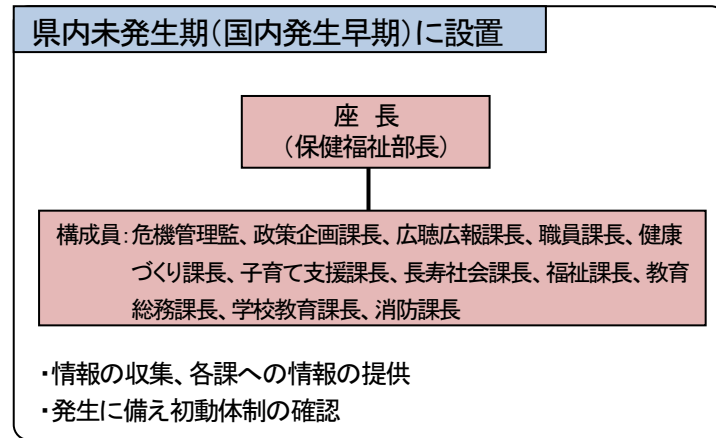 県内未発生期(国内発生早期)に設置
座 長
(保健福祉部長)
構成員:危機管理監、政策企画課長、広聴広報課長、職員課長、健康
づくり課長、子育て支援課長、長寿社会課長、福祉課長、教育
総務課長、学校教育課長、消防課長
・情報の収集、各課への情報の提供
・発生に備え初動体制の確認